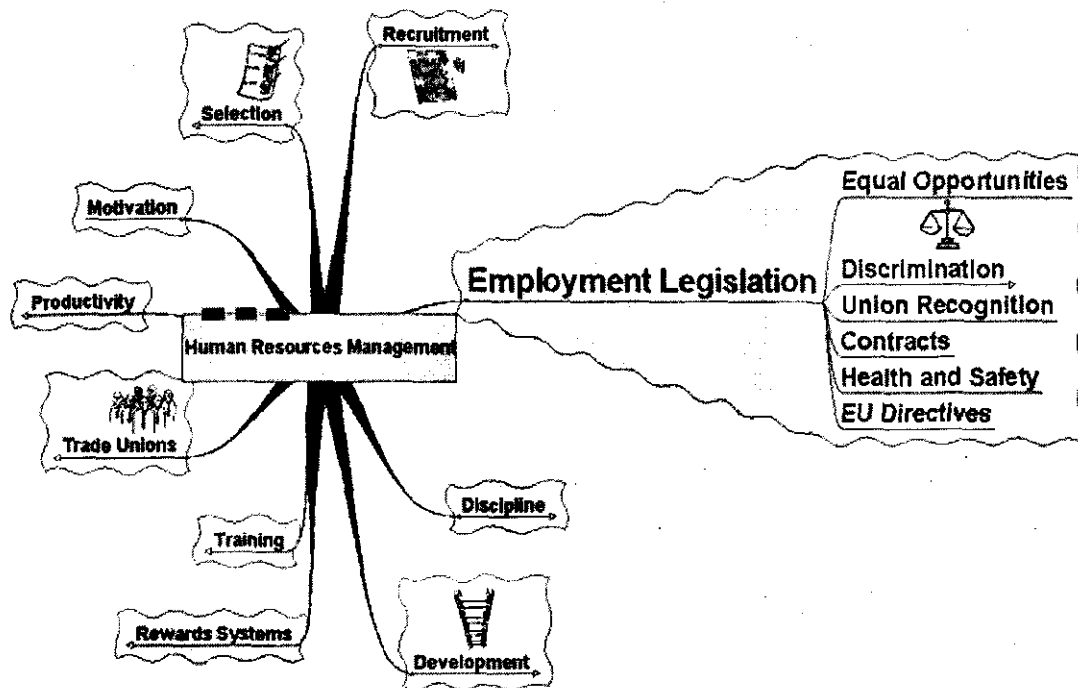 Recruitment
Selection
Equal Opportunities
Motivation
Employment Legislation
Discrimination
Productivity
Union Recognition
Human Resources Management
Contracts
Health and Safety
EU Directives
Trade Unions
Discipline
Training
Rewards Systems
Development